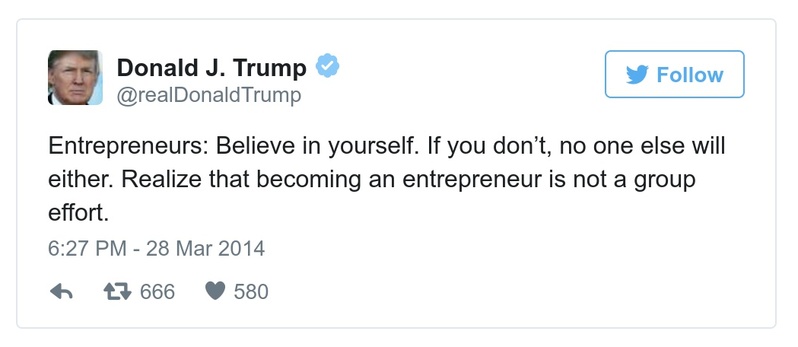 Donald J. Trump
@realDonaldTrump
Follow
Entrepreneurs: Believe in yourself. If you don’t, no one else will
either. Realize that becoming an entrepreneur is not a group
effort.
6:27 PM - 28 Mar 2014
666 580